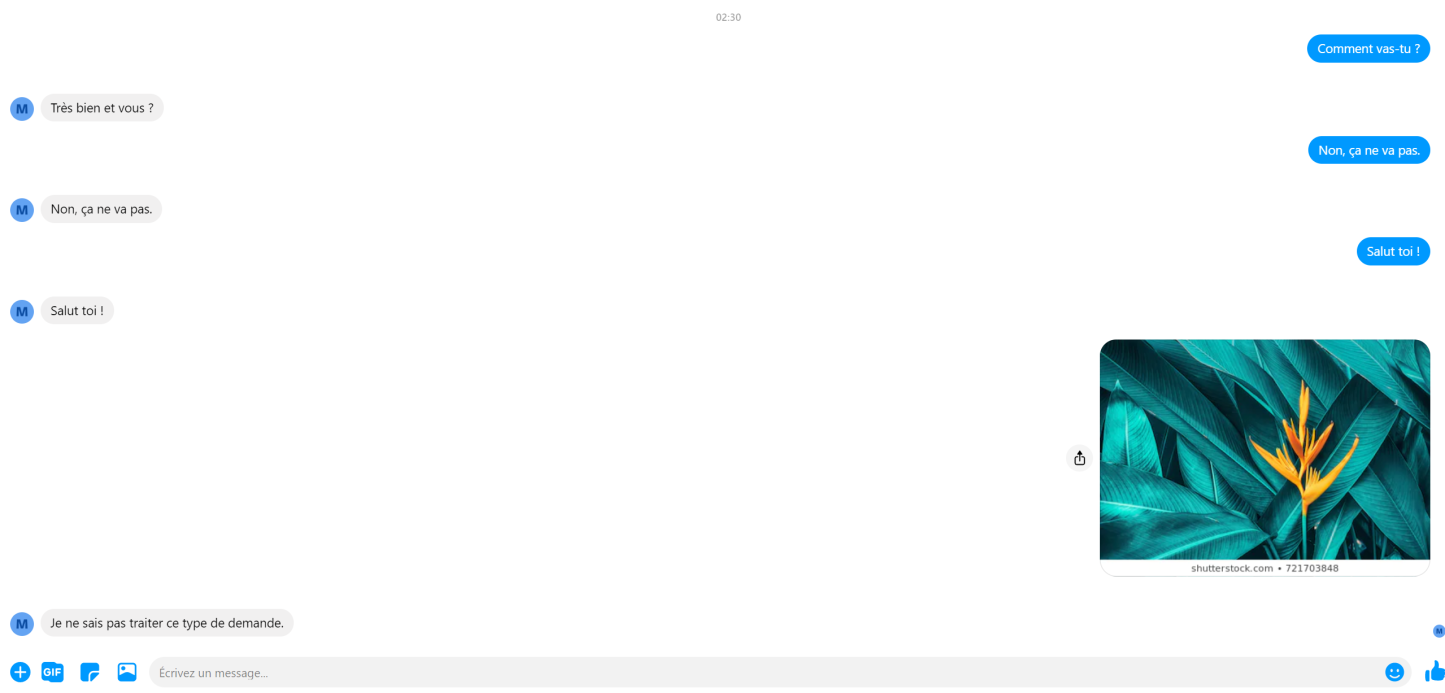 02:30
Comment vas-tu ?
M
Très bien et vous ?
Non, ça ne va pas.
M
Non, ça ne va pas.
Salut toi !
M
Salut toi !
shutterstock.com • 721703848
M
Je ne sais pas traiter ce type de demande.
M
GIF
Écrivez un message...